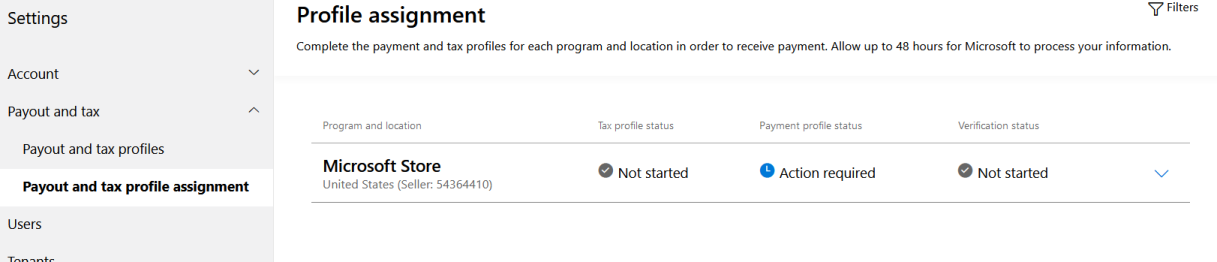 Settings
Account
Payout and tax
Payout and tax profiles
Payout and tax profile assignment
Users
Tenants
Profile assignment
Filters
Complete the payment and tax profiles for each program and location in order to receive payment. Allow up to 48 hours for Microsoft to process your information.
Program and location Tax profile status Payment profile status Verification status
Microsoft Store Not started Action required Not started
United States (Seller: 54364410)